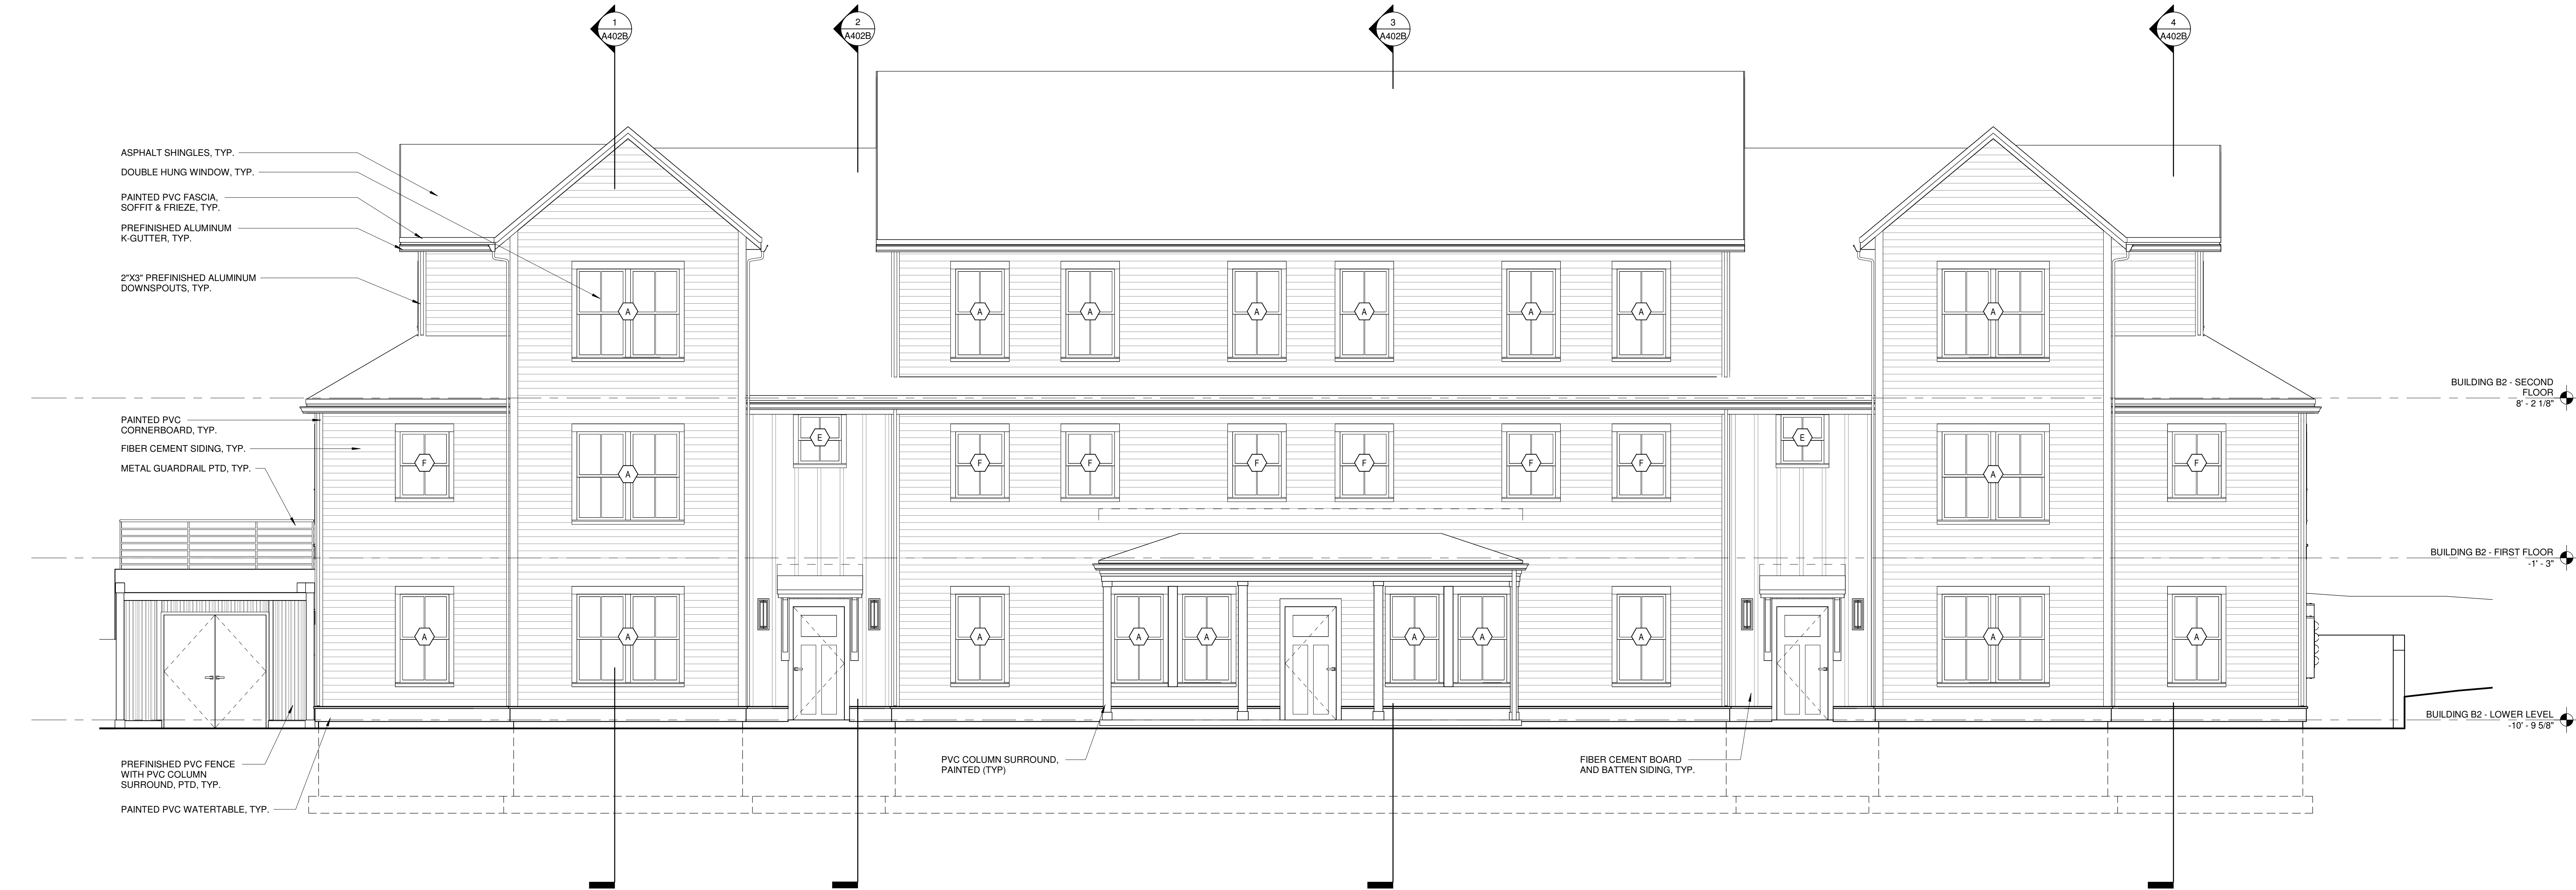 1
A402B
2
A402B
3
A402B
4
A402B
ASPHALT SHINGLES, TYP.
DOUBLE HUNG WINDOW, TYP.
PAINTED PVC FASCIA,
SOFFIT & FRIEZE, TYP.
PREFINISHED ALUMINUM
K-GUTTER, TYP.
2"X3" PREFINISHED ALUMINUM
DOWNSPOUTS, TYP.
A
A
A
A
A
A
A
A
BUILDING B2 - SECOND
FLOOR
8' - 2 1/8"
PAINTED PVC
CORNERBOARD, TYP.
FIBER CEMENT SIDING, TYP.
METAL GUARDRAIL PTD, TYP.
E
E
F
A
F
F
F
F
F
F
A
F
BUILDING B2 - FIRST FLOOR
-1' - 3"
A
A
A
A
A
A
A
A
A
A
BUILDING B2 - LOWER LEVEL
-10' - 9 5/8"
PREFINISHED PVC FENCE
WITH PVC COLUMN
SURROUND, PTD, TYP.
PAINTED PVC WATERTABLE, TYP.
PVC COLUMN SURROUND,
PAINTED (TYP)
FIBER CEMENT BOARD
AND BATTEN SIDING, TYP.